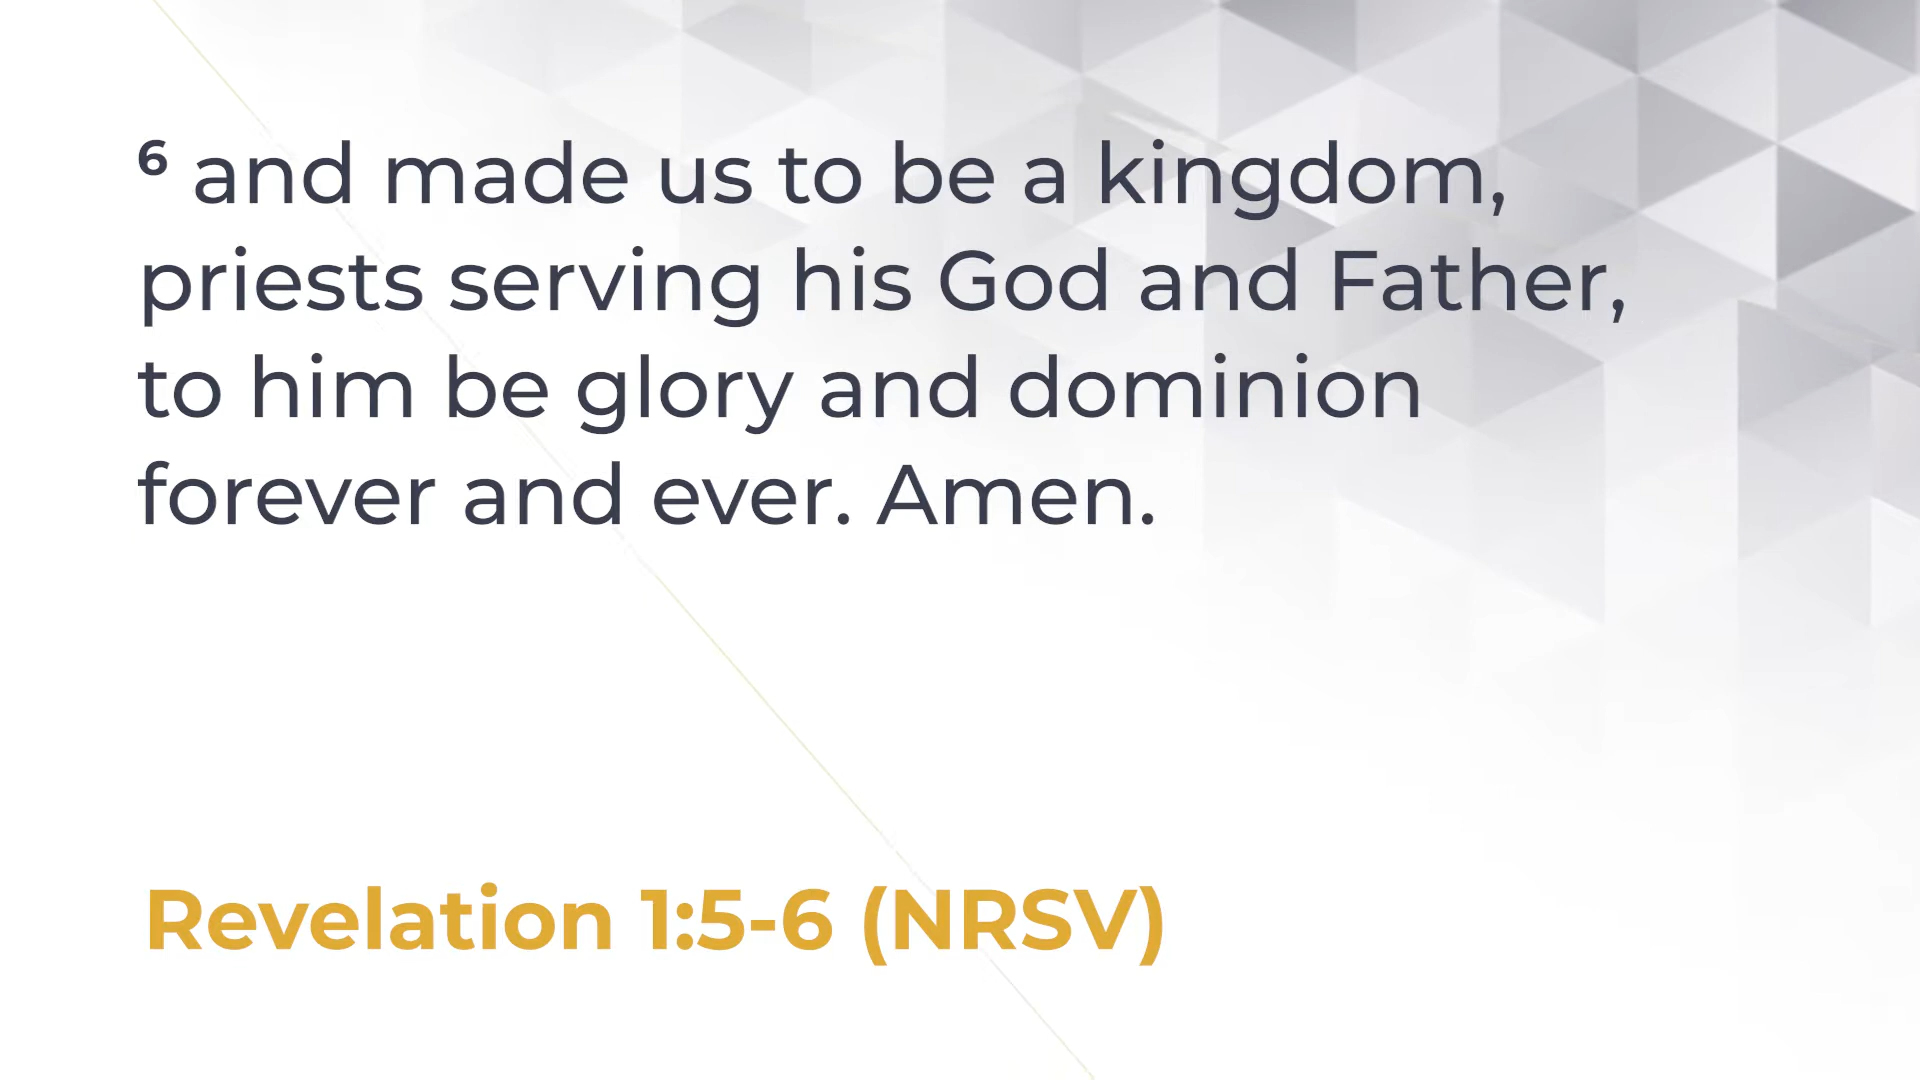 ⁶ and made us to be a kingdom,
priests serving his God and Father,
to him be glory and dominion
forever and ever. Amen.
Revelation 1:5-6 (NRSV)